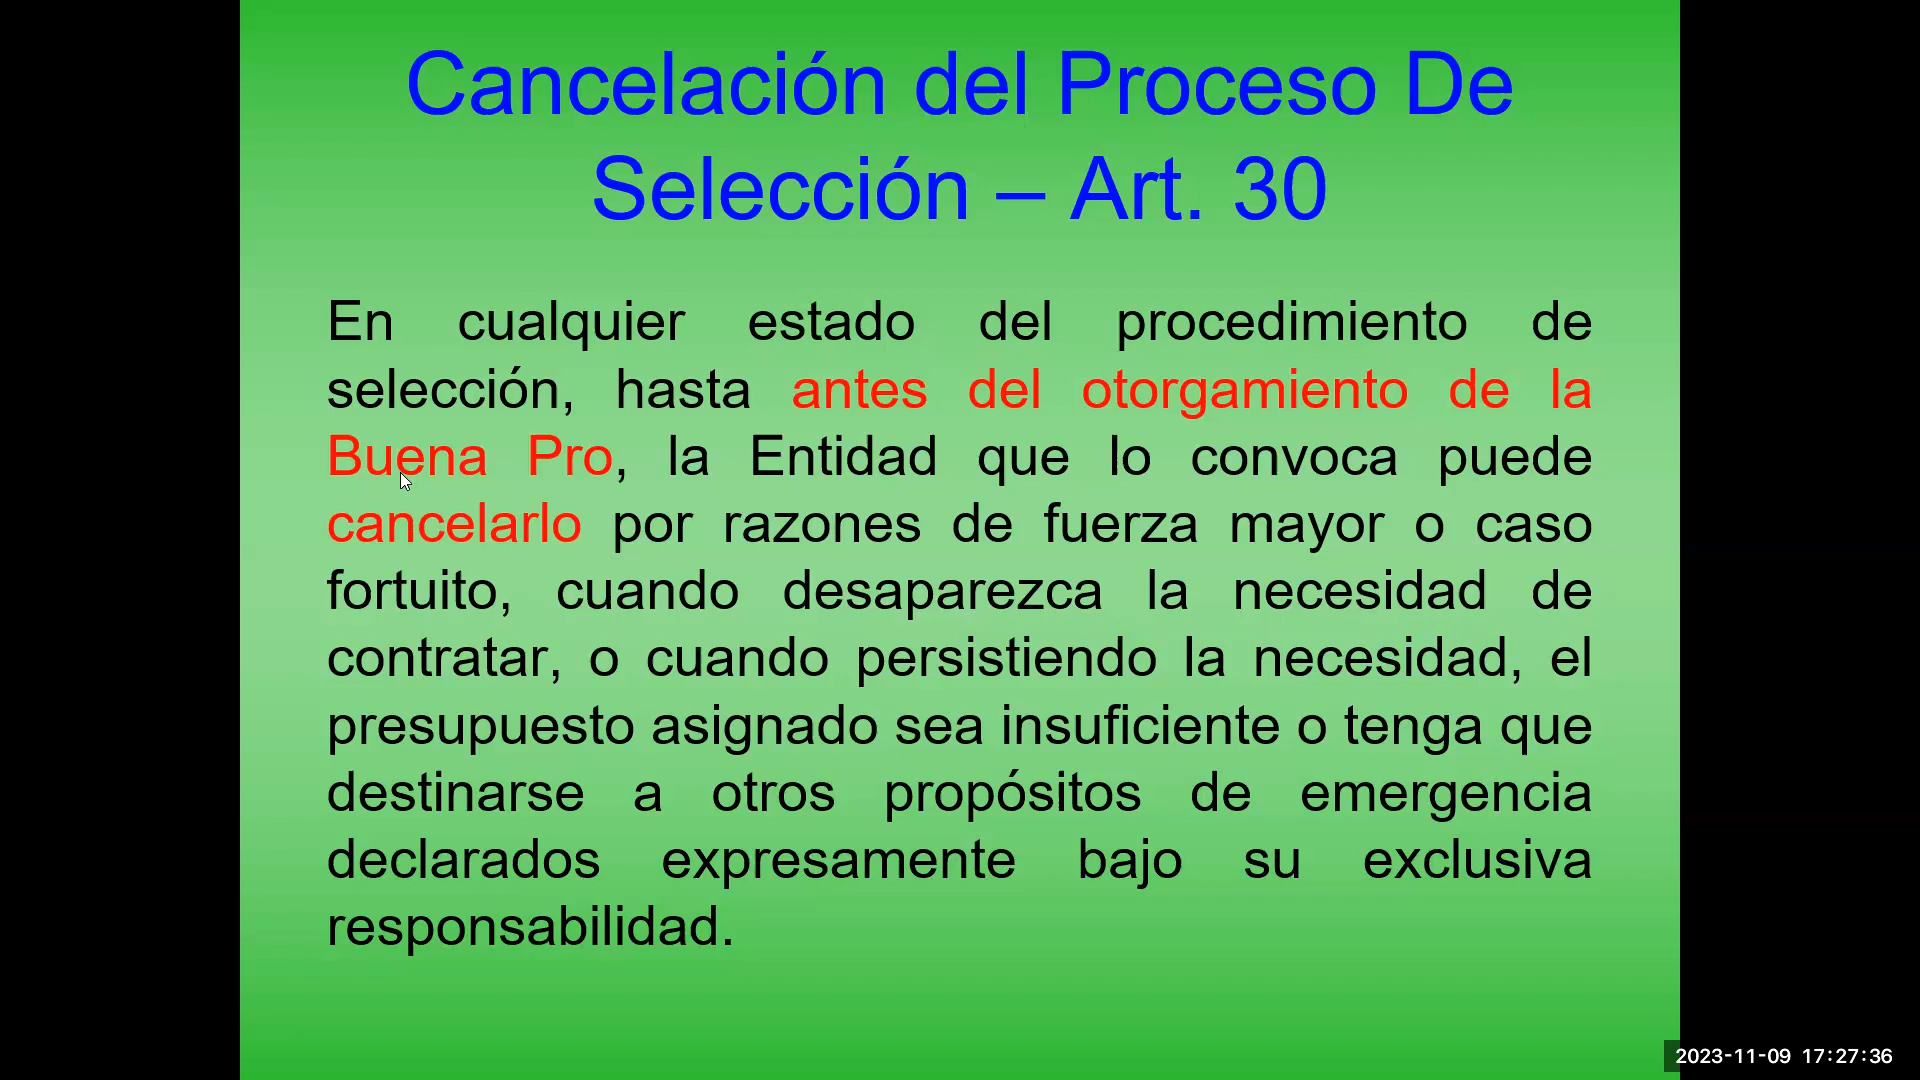 Cancelación del Proceso De
Selección – Art. 30
En cualquier estado del procedimiento de
selección, hasta antes del otorgamiento de la
Buena Pro, la Entidad que lo convoca puede
cancelarlo por razones de fuerza mayor o caso
fortuito, cuando desaparezca la necesidad de
contratar, o cuando persistiendo la necesidad, el
presupuesto asignado sea insuficiente o tenga que
destinarse a otros propósitos de emergencia
declarados expresamente bajo su exclusiva
responsabilidad.
2023-11-09 17:27:36